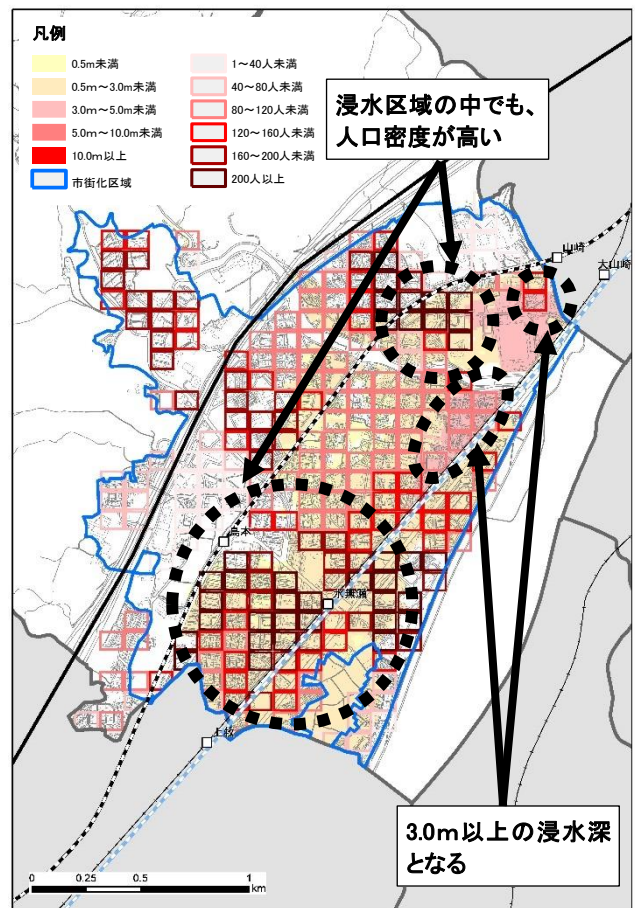 凡例
0.5m未満
0.5m～3.0m未満
3.0m～5.0m未満
5.0m～10.0m未満
10.0m以上
市街化区域
1～40人未満
40～80人未満
80～120人未満
120～160人未満
160～200人未満
200人以上
浸水区域の中でも、
人口密度が高い
山崎
大山崎
島本
水無瀬
上牧
3.0m以上の浸水深
となる
0 0.25 0.5 1
km